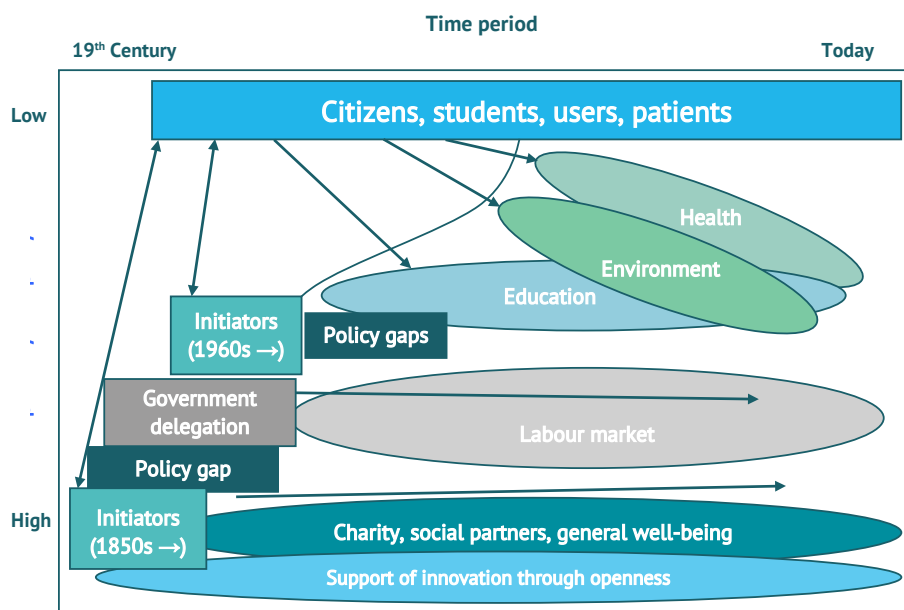 Time period
19th Century
Today
Low
Citizens, students, users, patients
Health
Environment
Education
Initiators
(1960s →)
Policy gaps
Government
delegation
Labour market
Policy gap
High
Initiators
(1850s →)
Charity, social partners, general well-being
Support of innovation through openness